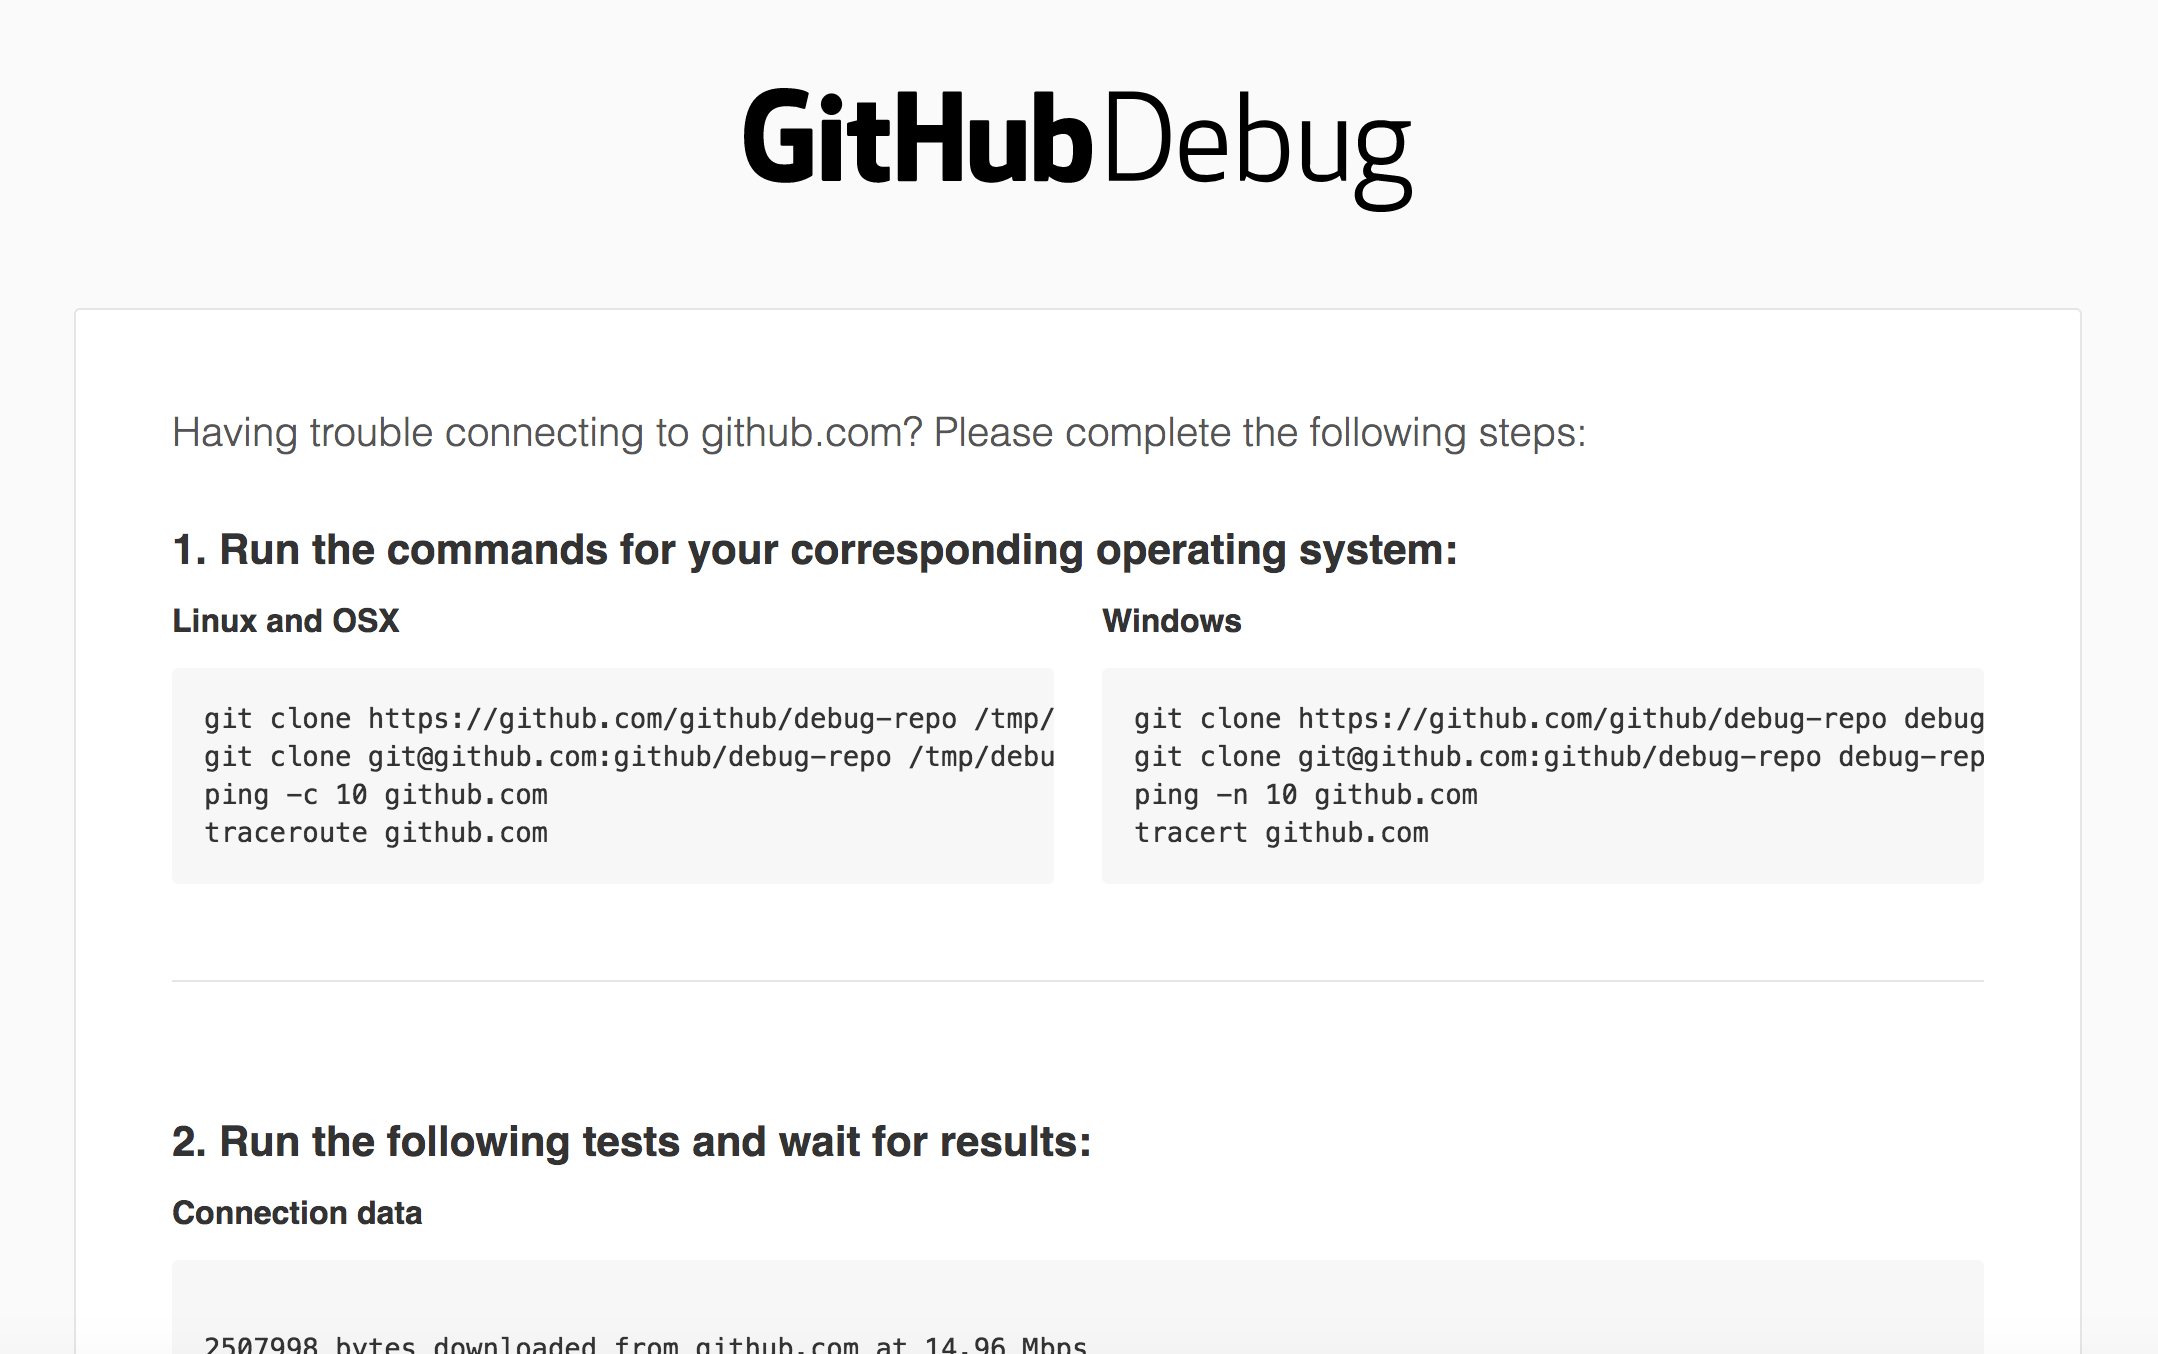 GitHub Debug
Having trouble connecting to github.com? Please complete the following steps:
1. Run the commands for your corresponding operating system:
Linux and OSX
git clone https://github.com/github/debug-repo /tmp/
git clone git@github.com:github/debug-repo /tmp/debu
ping -c 10 github.com
traceroute github.com
Windows
git clone https://github.com/github/debug-repo debug
git clone git@github.com:github/debug-repo debug-rep
ping -n 10 github.com
tracert github.com
2. Run the following tests and wait for results:
Connection data
2507998 bytes downloaded from github.com at 14.96 Mbps